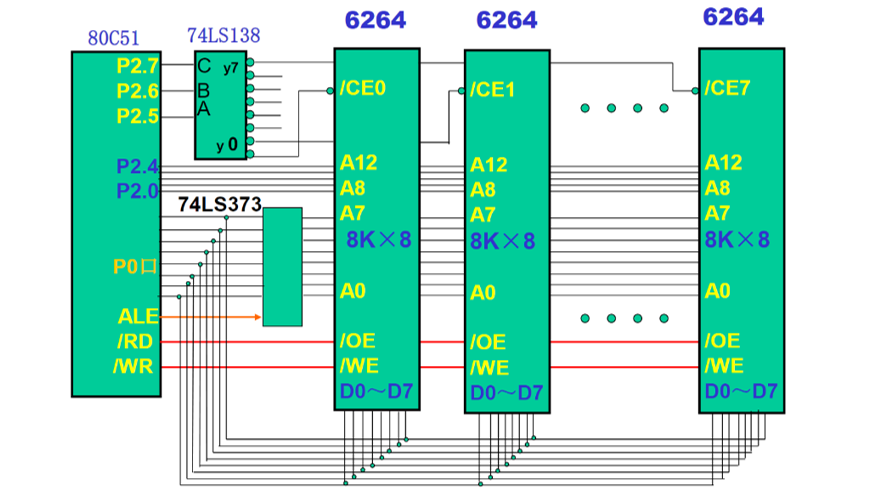 6264
6264
6264
80C51
74LS138
P2.7
C
y7
P2.6
B
/CE0
/CE1
/CE7
P2.5
A
y 0
P2.4
A12
A12
A12
P2.0
A8
A8
A8
74LS373
A7
A7
A7
8K×8
8K×8
8K×8
P0口
A0
A0
A0
ALE
/RD
/OE
/OE
/OE
/WR
/WE
/WE
/WE
D0~D7
D0~D7
D0~D7